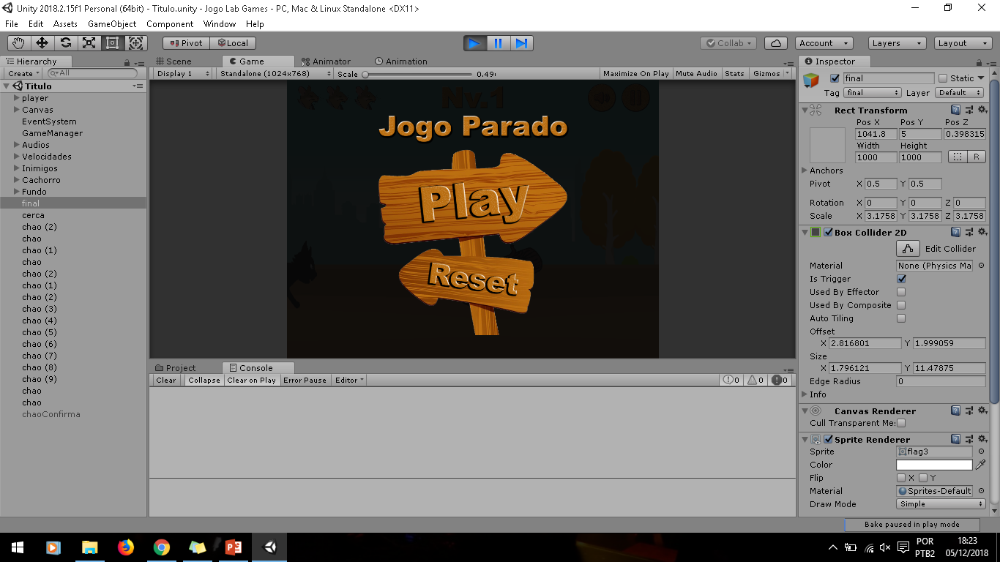 Unity 2018.2.15f1 Personal (64bit) - Titulo.unity - Jogo Lab Games - PC, Mac & Linux Standalone <DX11>
File Edit Assets GameObject Component Window Help
Pivot Local Collab Account Layers Layout
Hierarchy
Create All
Titulo
player
Canvas
EventSystem
GameManager
Audios
Velocidades
Inimigos
Cachorro
Fundo
final
cerca
chao (2)
chao
chao (1)
chao
chao (2)
chao (1)
chao (2)
chao (3)
chao (4)
chao (5)
chao (6)
chao (7)
chao (8)
chao (9)
chao
chao
chaoConfirma
Scene Game Animator Animation
Display 1 Standalone (1024x768) Scale 0.49 Maximize On Play Mute Audio Stats Gizmos
Nv.1
Jogo Parado
Play
Reset
Project Console
Clear Collapse Clear on Play Error Pause Editor 0 0 0
Inspector
final Static
Tag final Layer Default
Rect Transform
Pos X Pos Y Pos Z
1041.8 5 0.398315
Width Height
1000 1000 R
Anchors
Pivot X 0.5 Y 0.5
Rotation X 0 Y 0 Z 0
Scale X 3.1758 Y 3.1758 Z 3.1758
Box Collider 2D
Edit Collider
Material None (Physics Ma
Is Trigger
Used By Effector
Used By Composite
Auto Tiling
Offset
X 2.816801 Y 1.999059
Size
X 1.796121 Y 11.47875
Edge Radius 0
Info
Canvas Renderer
Cull Transparent Me:
Sprite Renderer
Sprite flag3
Color
Flip X Y
Material Sprites-Default
Draw Mode Simple
Bake paused in play mode
POR
PTB2
18:23
05/12/2018